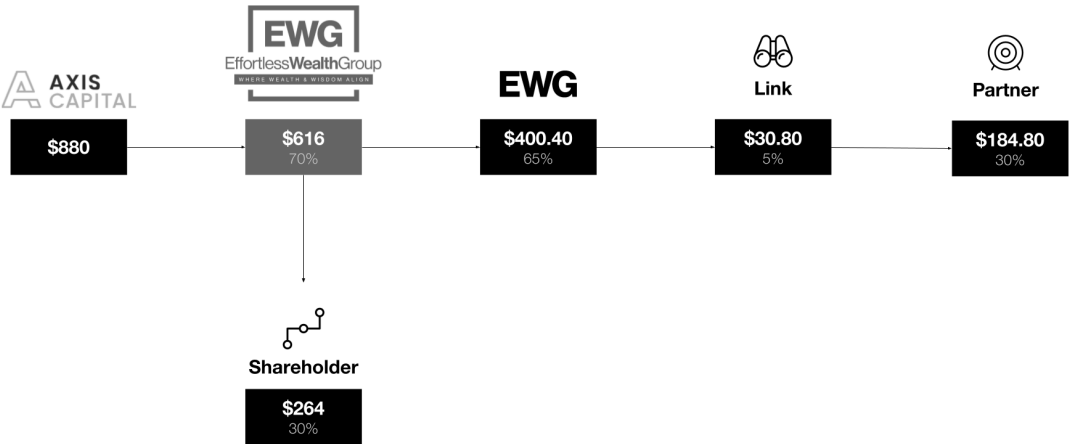 AXIS
CAPITAL
$880
EWG
EffortlessWealthGroup
WHERE WEALTH & WISDOM ALIGN
$616
70%
EWG
$400.40
65%
Link
$30.80
5%
Partner
$184.80
30%
Shareholder
$264
30%